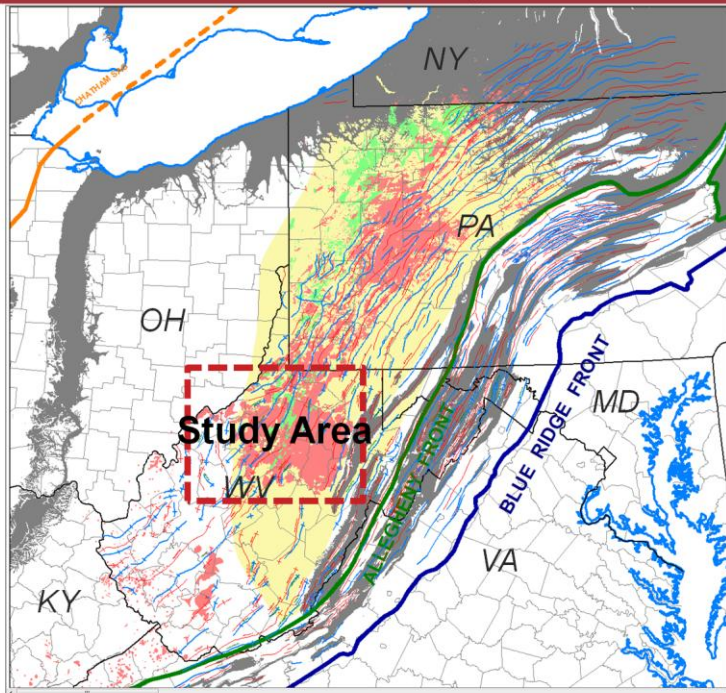 NY
CHATHAM SAG
PA
OH
Study Area
MD
WV
BLUE RIDGE FRONT
ALLEGHENY FRONT
VA
KY